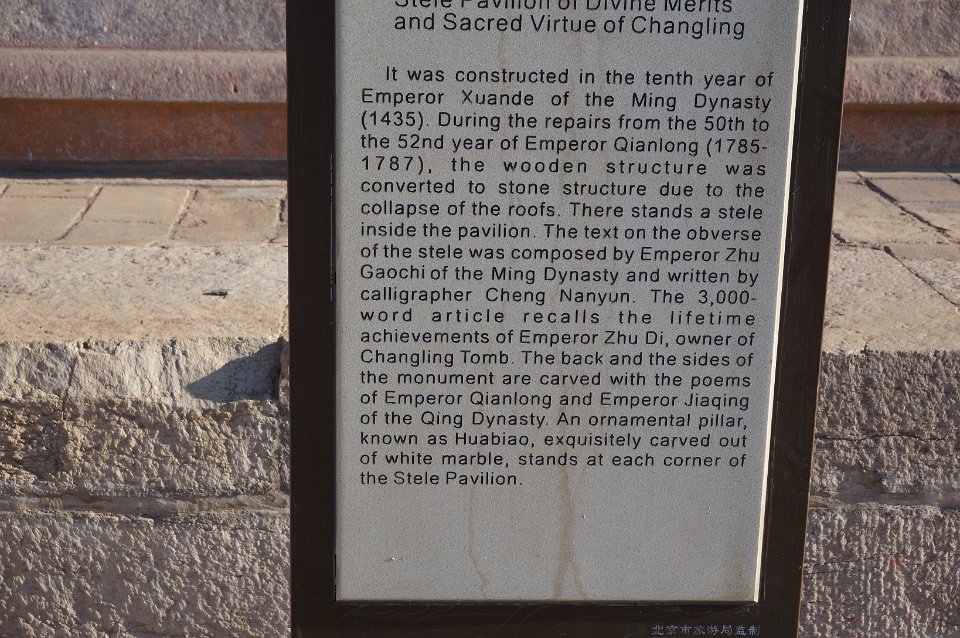 Stele Pavilion of Divine Merits
and Sacred Virtue of Changling
It was constructed in the tenth year of
Emperor Xuande of the Ming Dynasty
(1435). During the repairs from the 50th to
the 52nd year of Emperor Qianlong (1785-
1787), the wooden structure was
converted to stone structure due to the
collapse of the roofs. There stands a stele
inside the pavilion. The text on the obverse
of the stele was composed by Emperor Zhu
Gaochi of the Ming Dynasty and written by
calligrapher Cheng Nanyun. The 3,000-
word article recalls the lifetime
achievements of Emperor Zhu Di, owner of
Changling Tomb. The back and the sides of
the monument are carved with the poems
of Emperor Qianlong and Emperor Jiaqing
of the Qing Dynasty. An ornamental pillar,
known as Huabiao, exquisitely carved out
of white marble, stands at each corner of
the Stele Pavilion.
北京市旅游局监制